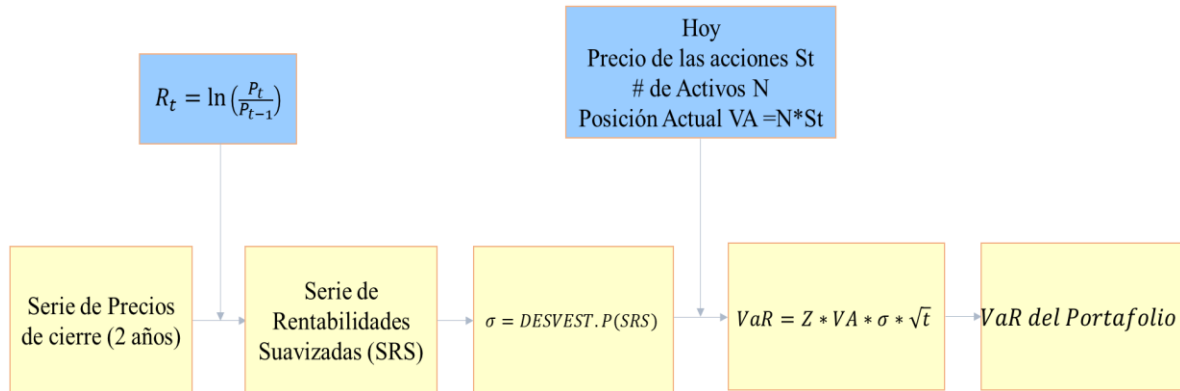 R_t = ln(P_t / P_{t-1})
Hoy
Precio de las acciones St
# de Activos N
Posición Actual VA =N*St
Serie de Precios
de cierre (2 años)
Serie de
Rentabilidades
Suavizadas (SRS)
σ = DESVEST.P(SRS)
VaR = Z * VA * σ * √t
VaR del Portafolio